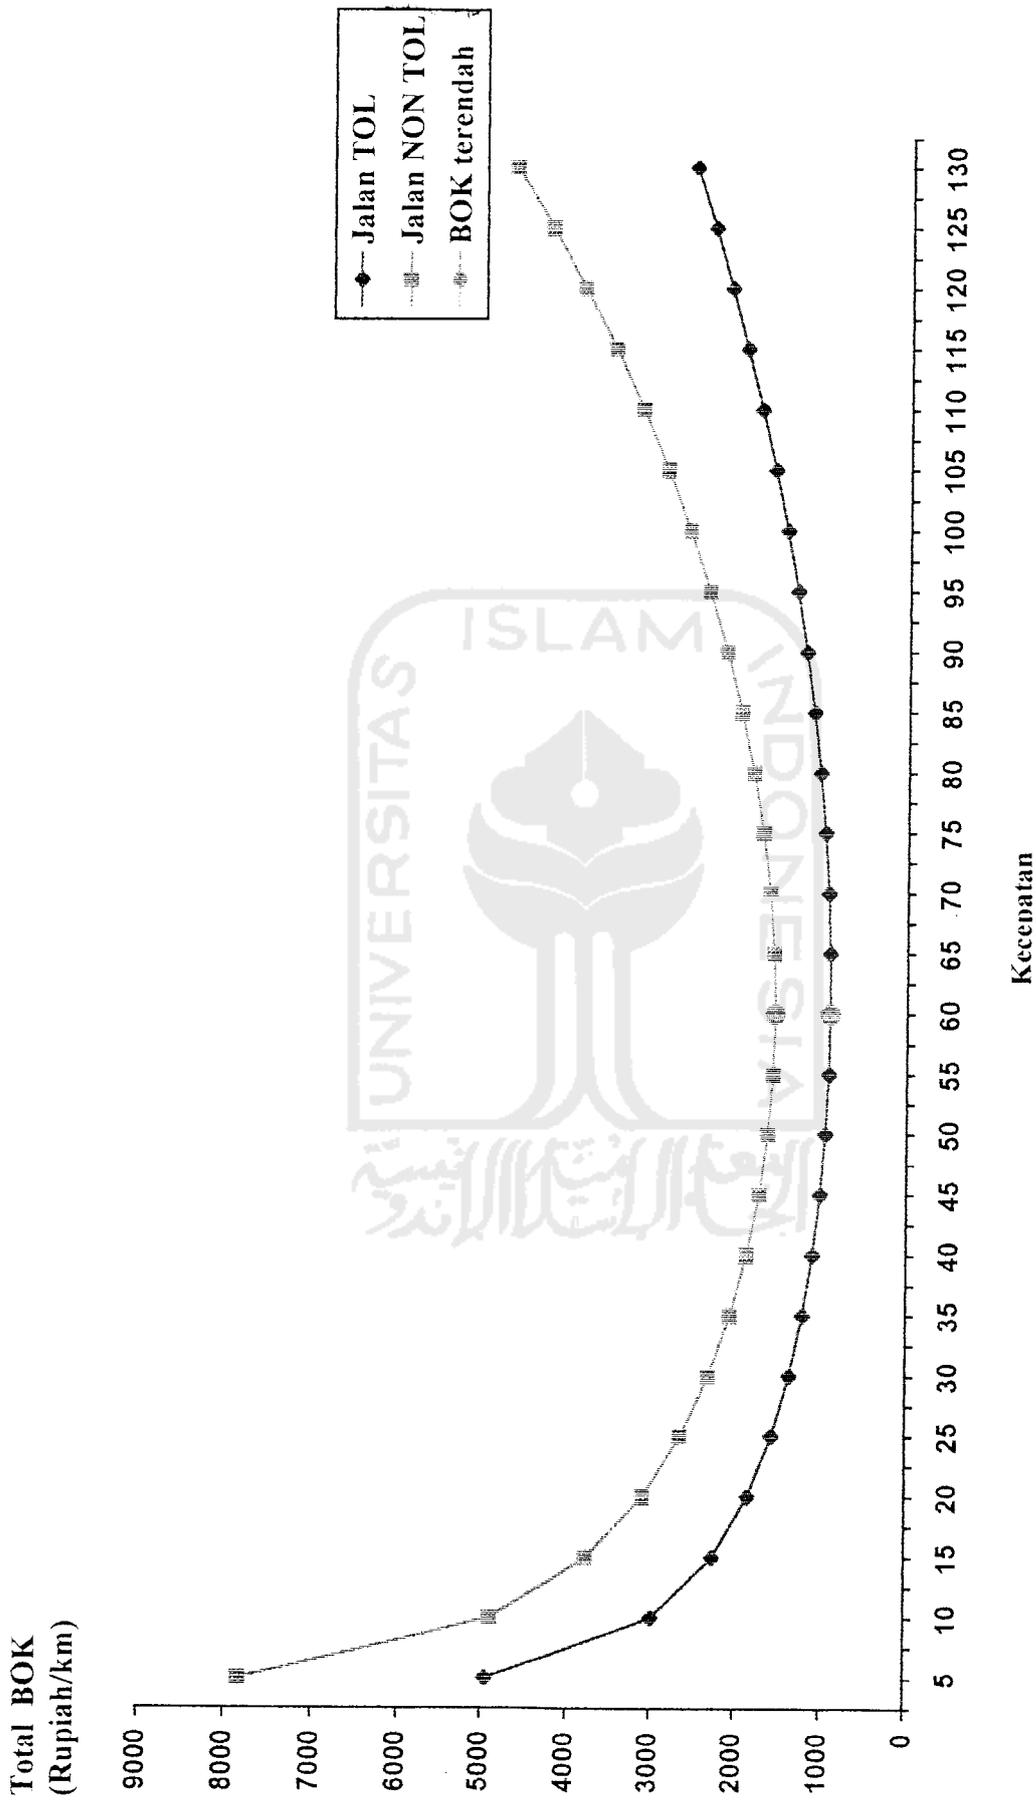 Total BOK
(Rupiah/km)
9000
8000
7000
6000
5000
4000
3000
2000
1000
0
5 10 15 20 25 30 35 40 45 50 55 60 65 70 75 80 85 90 95 100 105 110 115 120 125 130
Kecepatan
Jalan TOL
Jalan NON TOL
BOK terendah
UNIVERSITAS
ISLAM
INDONESIA